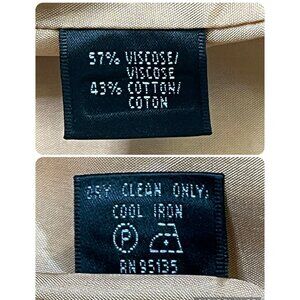 57% VISCOSE/
VISCOSE
43% COTTON/
COTON
DRY CLEAN ONLY,
COOL IRON
P
RN 95135